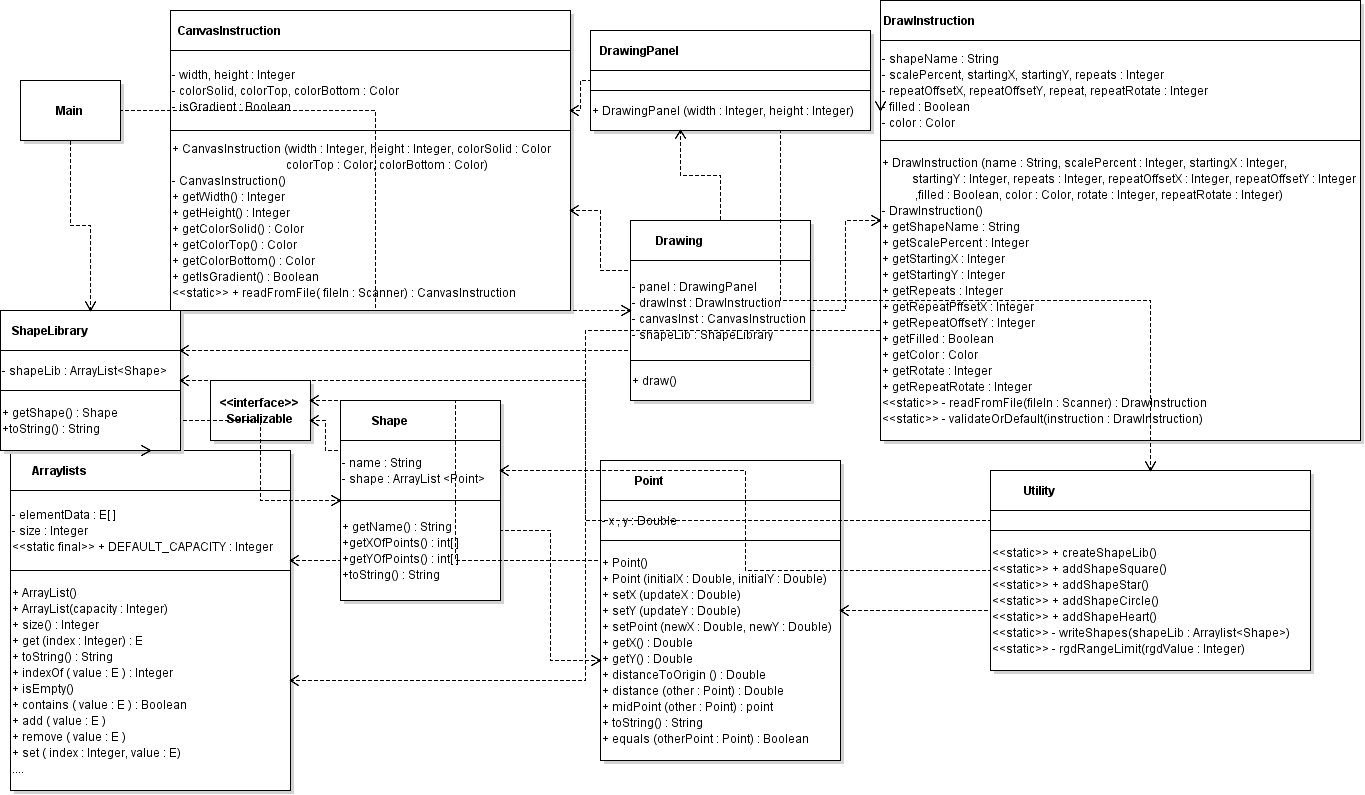 Main
CanvasInstruction
- width, height : Integer
- colorSolid, colorTop, colorBottom : Color
- isGradient : Boolean
+ CanvasInstruction (width : Integer, height : Integer, colorSolid : Color
colorTop : Color, colorBottom : Color)
- CanvasInstruction()
+ getWidth() : Integer
+ getHeight() : Integer
+ getColorSolid() : Color
+ getColorTop() : Color
+ getColorBottom() : Color
+ getIsGradient() : Boolean
<<static>> + readFromFile( fileIn : Scanner) : CanvasInstruction
DrawingPanel
+ DrawingPanel (width : Integer, height : Integer)
DrawInstruction
- shapeName : String
- scalePercent, startingX, startingY, repeats : Integer
- repeatOffsetX, repeatOffsetY, repeat, repeatRotate : Integer
- filled : Boolean
- color : Color
+ DrawInstruction (name : String, scalePercent : Integer, startingX : Integer,
startingY : Integer, repeats : Integer, repeatOffsetX : Integer, repeatOffsetY : Integer
,filled : Boolean, color : Color, rotate : Integer, repeatRotate : Integer)
- DrawInstruction()
+ getShapeName : String
+ getScalePercent : Integer
+ getStartingX : Integer
+ getStartingY : Integer
+ getRepeats : Integer
+ getRepeatPffsetX : Integer
+ getRepeatOffsetY : Integer
+ getFilled : Boolean
+ getColor : Color
+ getRotate : Integer
+ getRepeatRotate : Integer
<<static>> - readFromFile(fileIn : Scanner) : DrawInstruction
<<static>> - validateOrDefault(instruction : DrawInstruction)
Drawing
- panel : DrawingPanel
- drawInst : DrawInstruction
- canvasInst : CanvasInstruction
- shapeLib : ShapeLibrary
+ draw()
ShapeLibrary
- shapeLib : ArrayList<Shape>
+ getShape() : Shape
+toString() : String
<<interface>>
Serializable
Shape
- name : String
- shape : ArrayList <Point>
+ getName() : String
+getXOfPoints() : int[]
+getYOfPoints() : int[]
+toString() : String
Arraylists
- elementData : E[ ]
- size : Integer
<<static final>> + DEFAULT_CAPACITY : Integer
+ ArrayList()
+ ArrayList(capacity : Integer)
+ size() : Integer
+ get (index : Integer) : E
+ toString() : String
+ indexOf ( value : E ) : Integer
+ isEmpty()
+ contains ( value : E ) : Boolean
+ add ( value : E )
+ remove ( value : E )
+ set ( index : Integer, value : E)
....
Point
- x , y : Double
+ Point()
+ Point (initialX : Double, initialY : Double)
+ setX (updateX : Double)
+ setY (updateY : Double)
+ setPoint (newX : Double, newY : Double)
+ getX() : Double
+ getY() : Double
+ distanceToOrigin () : Double
+ distance (other : Point) : Double
+ midPoint (other : Point) : point
+ toString() : String
+ equals (otherPoint : Point) : Boolean
Utility
<<static>> + createShapeLib()
<<static>> + addShapeSquare()
<<static>> + addShapeStar()
<<static>> + addShapeCircle()
<<static>> + addShapeHeart()
<<static>> - writeShapes(shapeLib : Arraylist<Shape>)
<<static>> - rgdRangeLimit(rgdValue : Integer)